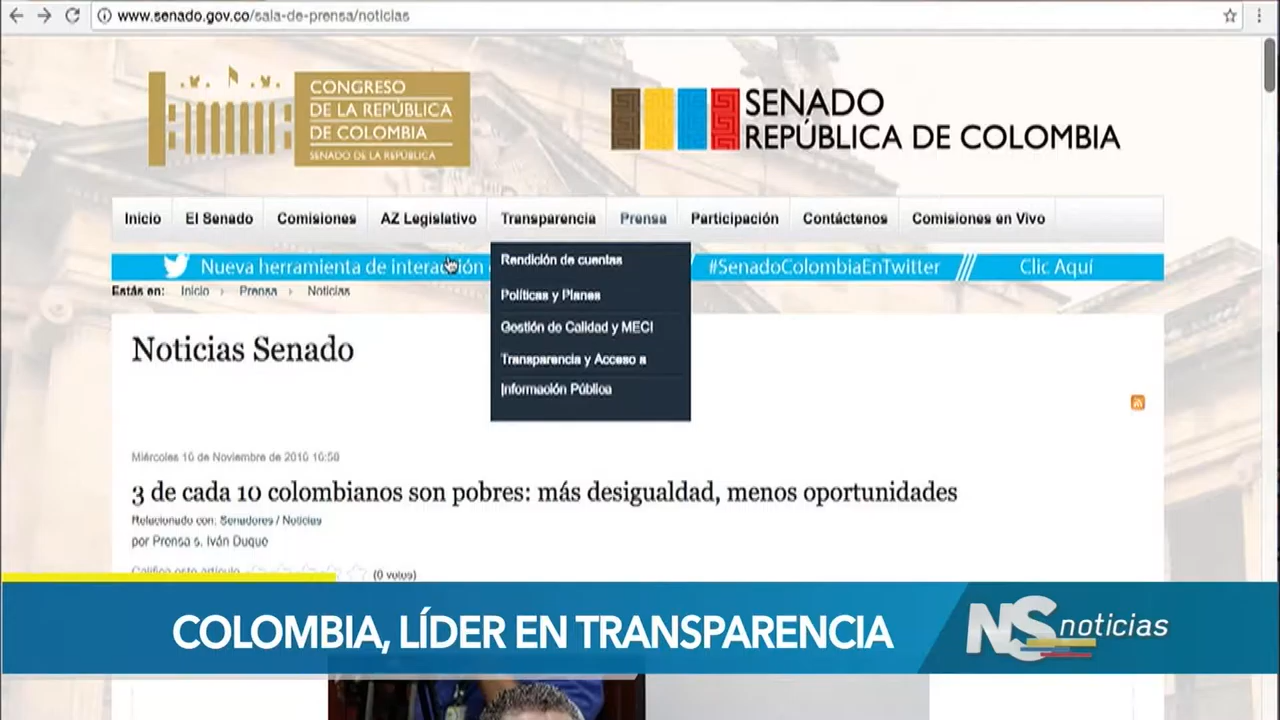 www.senado.gov.co/sala-de-prensa/noticias
CONGRESO
DE LA REPÚBLICA
DE COLOMBIA
SENADO DE LA REPÚBLICA
SENADO
REPÚBLICA DE COLOMBIA
Inicio El Senado Comisiones AZ Legislativo Transparencia Prensa Participación Contáctenos Comisiones en Vivo
Nueva herramienta de interacción #SenadoColombiaEnTwitter /// Clic Aquí
Rendición de cuentas
Políticas y Planes
Gestión de Calidad y MECI
Transparencia y Acceso a
Información Pública
Estás en: Inicio › Prensa › Noticias
Noticias Senado
Miércoles 16 de Noviembre de 2016
3 de cada 10 colombianos son pobres: más desigualdad, menos oportunidades
Relacionado con: Senadores / Noticias
por Prensa s. Iván Duque
Califica este artículo (0 votos)
COLOMBIA, LÍDER EN TRANSPARENCIA
NS noticias